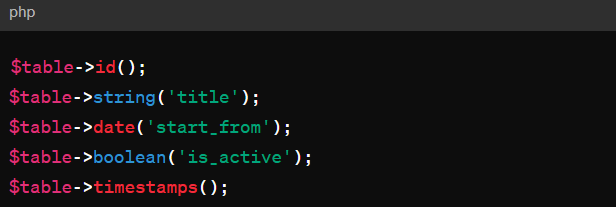 php
$table->id();
$table->string('title');
$table->date('start_from');
$table->boolean('is_active');
$table->timestamps();